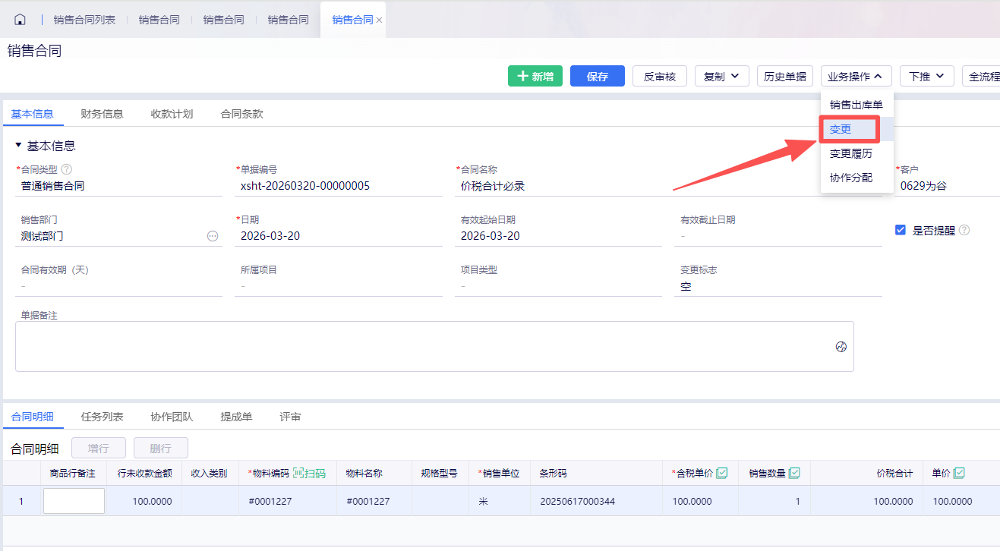 销售合同列表 销售合同 销售合同 销售合同 销售合同 ×
销售合同
新增 保存 反审核 复制 历史单据 业务操作 下推 全流程
销售出库单
变更
变更履历
协作分配
基本信息 财务信息 收款计划 合同条款
基本信息
*合同类型 ? *单据编号 *合同名称 *客户
普通销售合同 xsht-20260320-00000005 价税合计必录 0629为谷
销售部门 *日期 有效起始日期 有效截止日期
测试部门 2026-03-20 2026-03-20 - 是否提醒 ?
合同有效期（天） 所属项目 项目类型 变更标志
- - - 空
单据备注
合同明细 任务列表 协作团队 提成单 评审
合同明细 增行 删行
商品行备注 行未收款金额 收入类别 *物料编码 扫码 物料名称 规格型号 *销售单位 条形码 *含税单价 销售数量 价税合计 单价
1 100.0000 #0001227 #0001227 米 20250617000344 100.0000 1 100.0000 100.0000